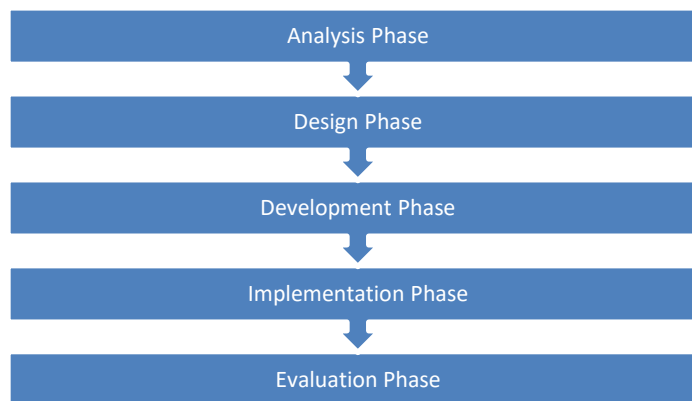 Analysis Phase
Design Phase
Development Phase
Implementation Phase
Evaluation Phase